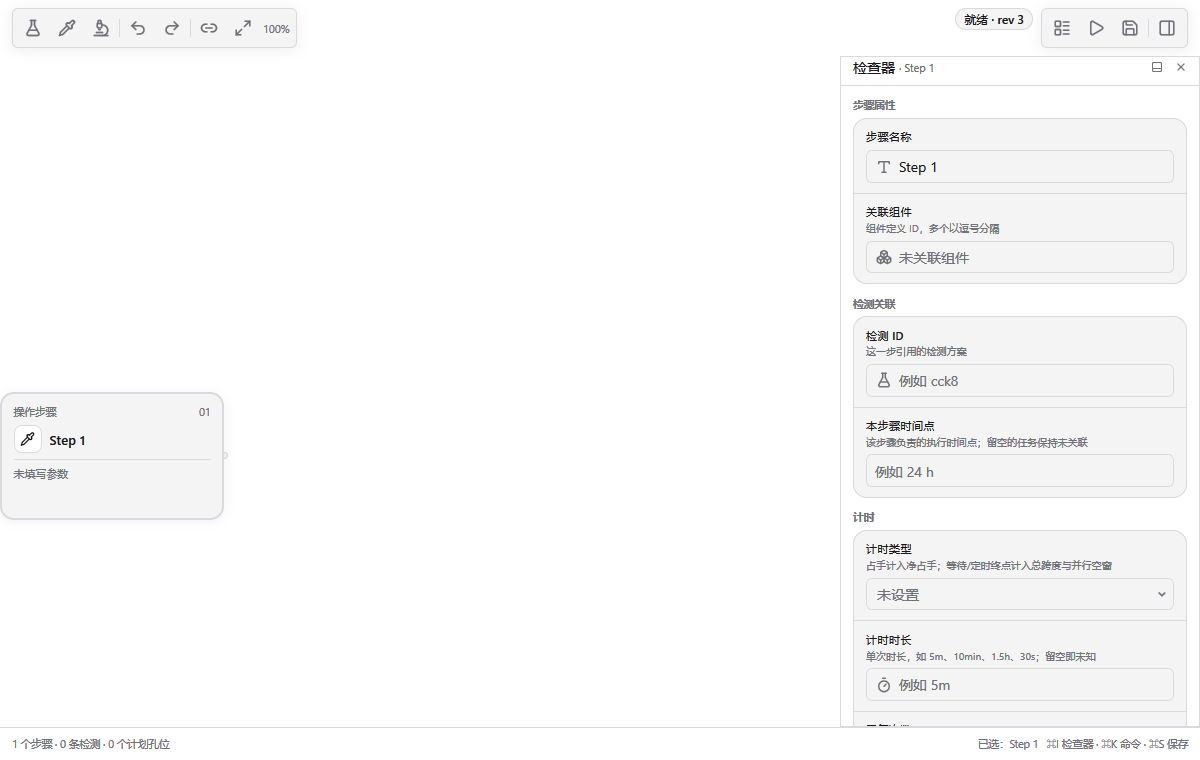 100%
就绪 · rev 3
检查器 · Step 1
步骤属性
步骤名称
Step 1
关联组件
组件定义 ID，多个以逗号分隔
未关联组件
检测关联
检测 ID
这一步引用的检测方案
例如 cck8
本步骤时间点
该步骤负责的执行时间点；留空的任务保持未关联
例如 24 h
计时
计时类型
占手计入净占手；等待/定时终点计入总跨度与并行空窗
未设置
计时时长
单次时长，如 5m、10min、1.5h、30s；留空即未知
例如 5m
操作步骤 01
Step 1
未填写参数
1 个步骤 · 0 条检测 · 0 个计划孔位
已选： Step 1 ⌘I 检查器 · ⌘K 命令 · ⌘S 保存